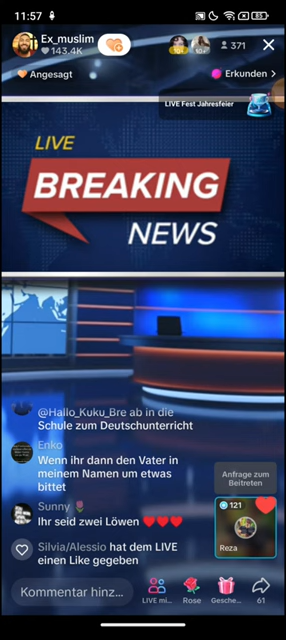 11:57
85
Ex_muslim
143.4K
10+
371
Angesagt
Erkunden >
LIVE Fest Jahresfeier
LIVE
BREAKING
NEWS
@Hallo_Kuku_Bre ab in die
Schule zum Deutschunterricht
Enko
Wenn ihr dann den Vater in
meinem Namen um etwas
bittet
Anfrage zum
Beitreten
Sunny 🌷
Ihr seid zwei Löwen ❤️❤️❤️
121
Reza
Silvia/Alessio hat dem LIVE
einen Like gegeben
Kommentar hinz...
LIVE mi...
Rose
Gesche...
61